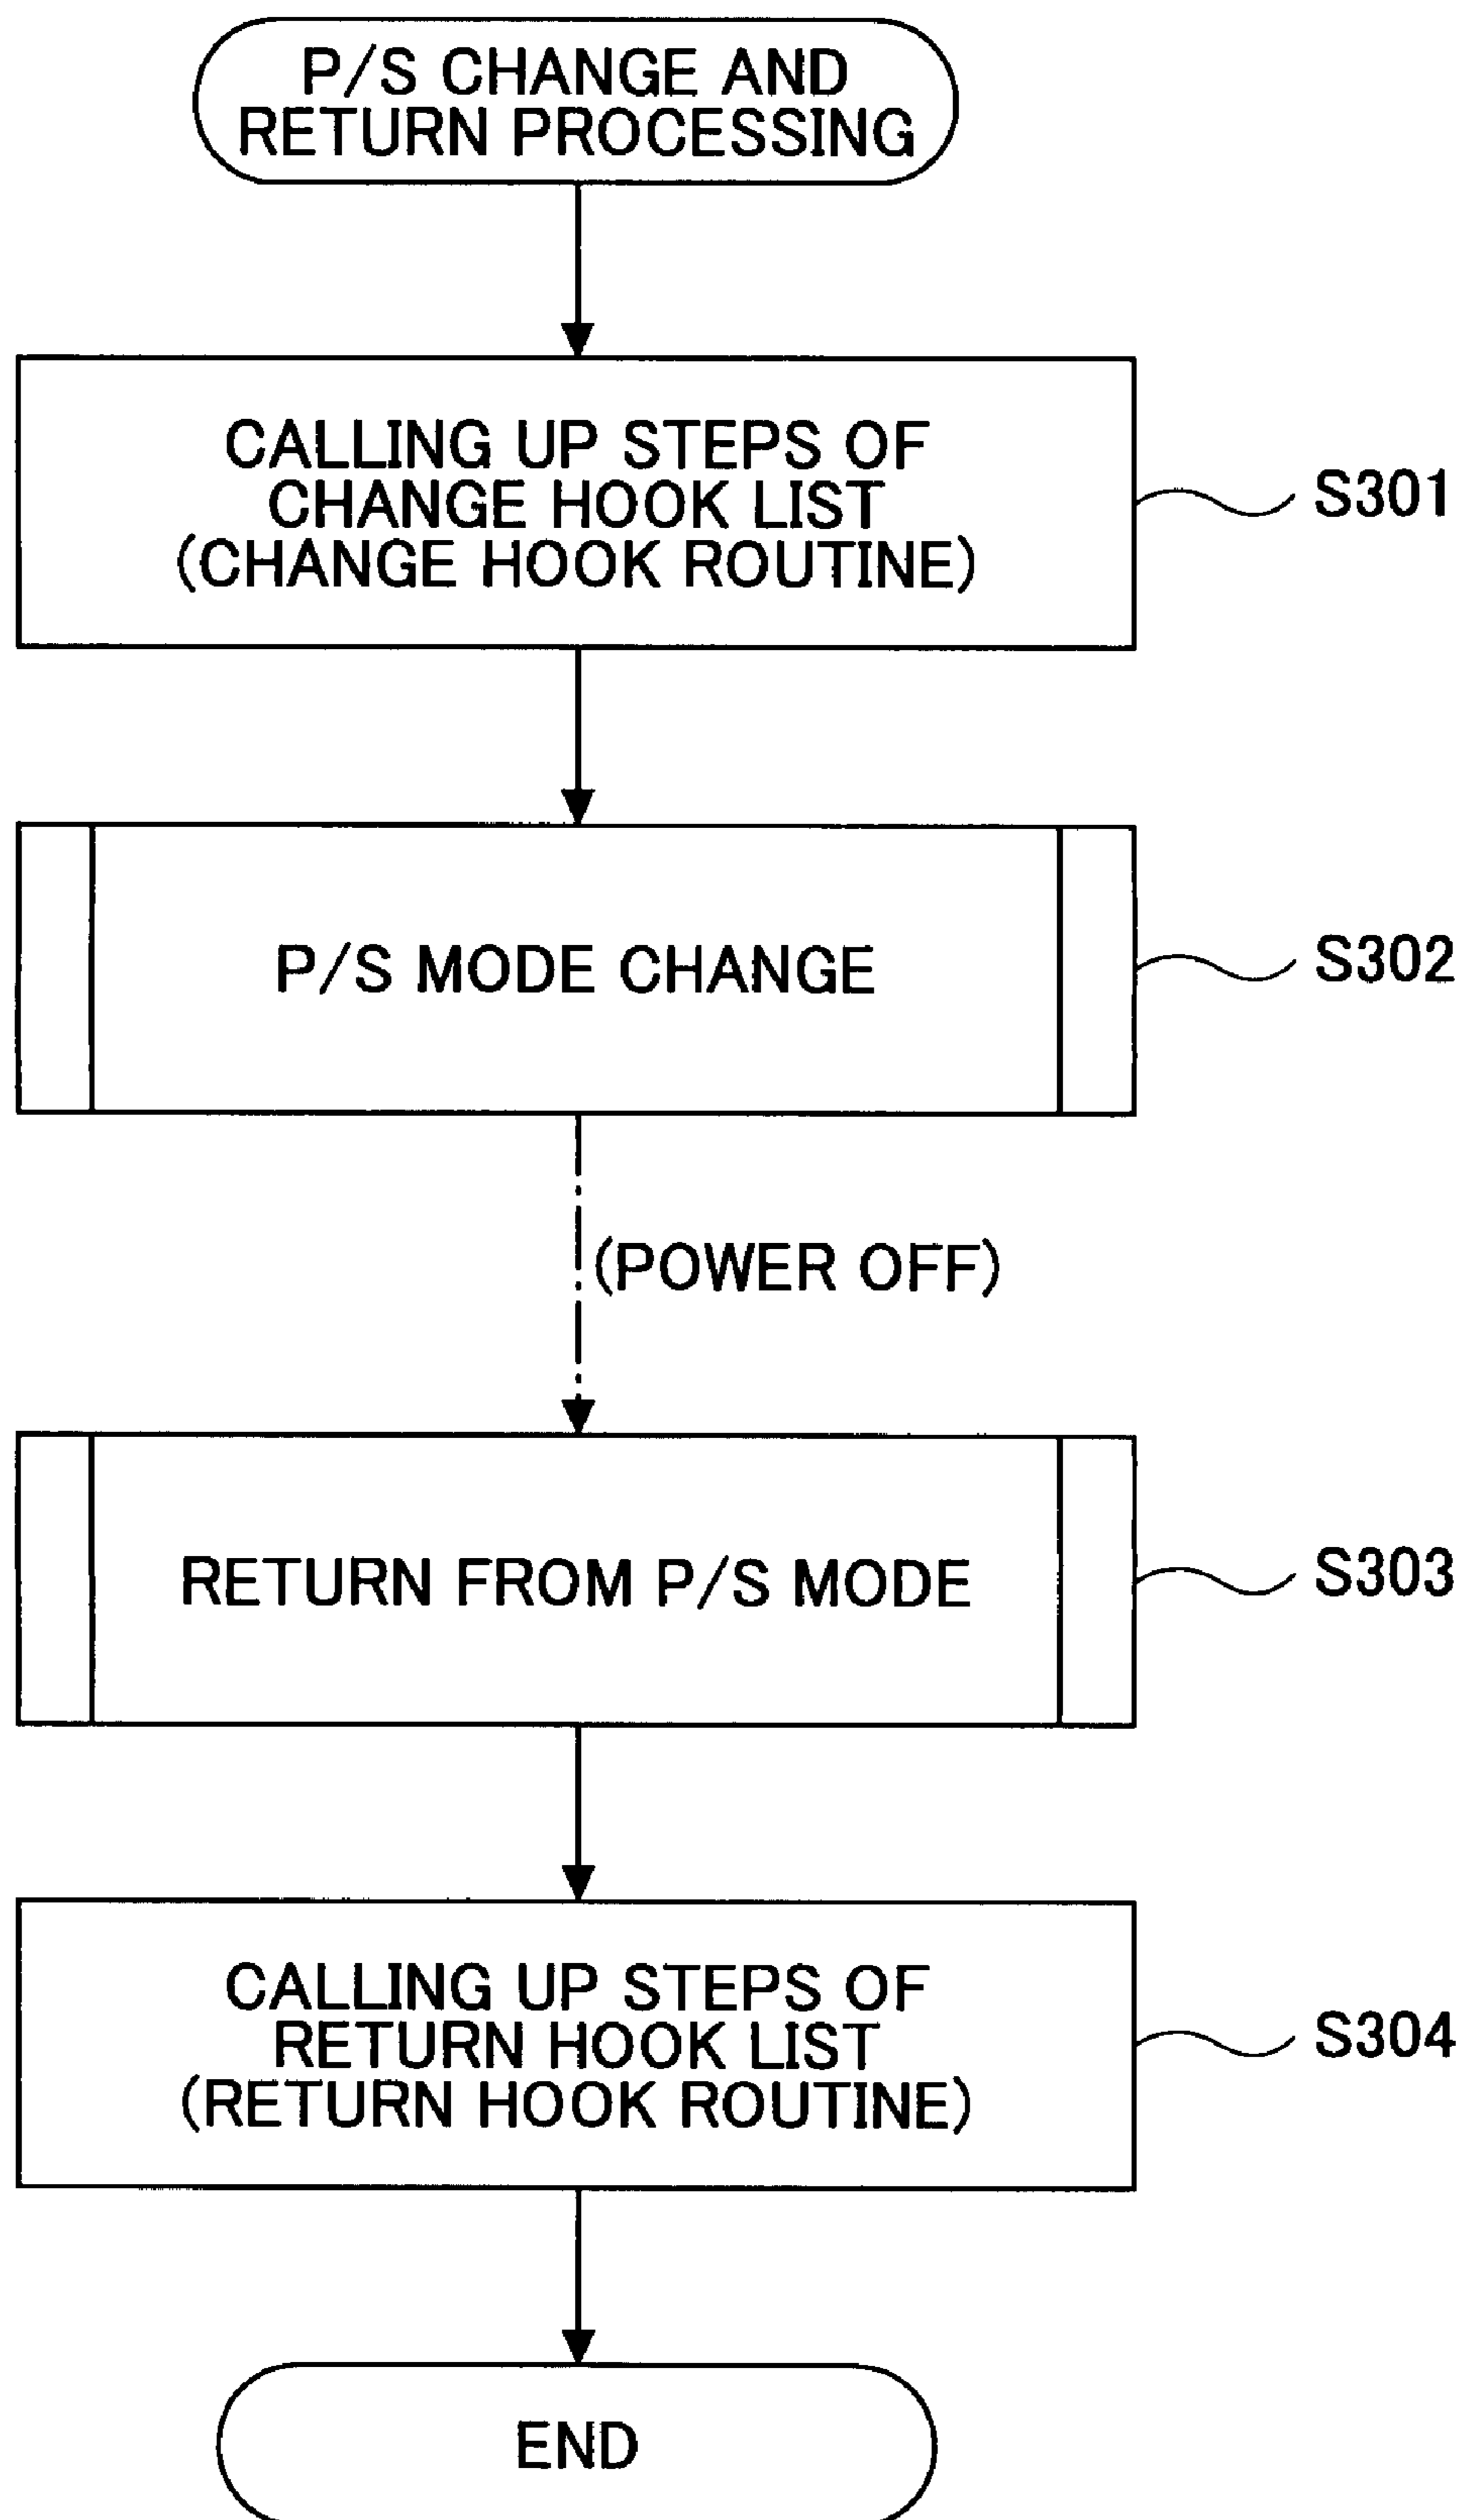 P/S CHANGE AND
RETURN PROCESSING
CALLING UP STEPS OF
CHANGE HOOK LIST
(CHANGE HOOK ROUTINE)
S301
P/S MODE CHANGE
S302
(POWER OFF)
RETURN FROM P/S MODE
S303
CALLING UP STEPS OF
RETURN HOOK LIST
(RETURN HOOK ROUTINE)
S304
END